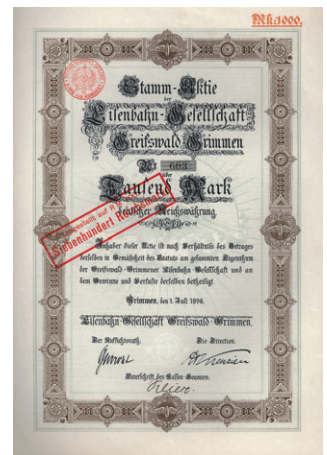 Mk. 1000.
Stamm-Aktie
der
Eisenbahn-Gesellschaft
Greifswald-Grimmen
No 603
über
Tausend Mark
Deutscher Reichswährung.
Siebenhundert Reichsmark
Inhaber dieser Aktie ist nach Verhältnis des Betrages
derselben in Gemäßheit des Statuts am gesammten Eigenthum
der Greifswald-Grimmener Eisenbahn-Gesellschaft und an
dem Gewinne und Verluste derselben betheiligt.
Grimmen, den 1. Juli 1896.
Eisenbahn-Gesellschaft Greifswald-Grimmen.
Der Aufsichtsrath. Die Direction.
Unterschrift des Kassen-Beamten.